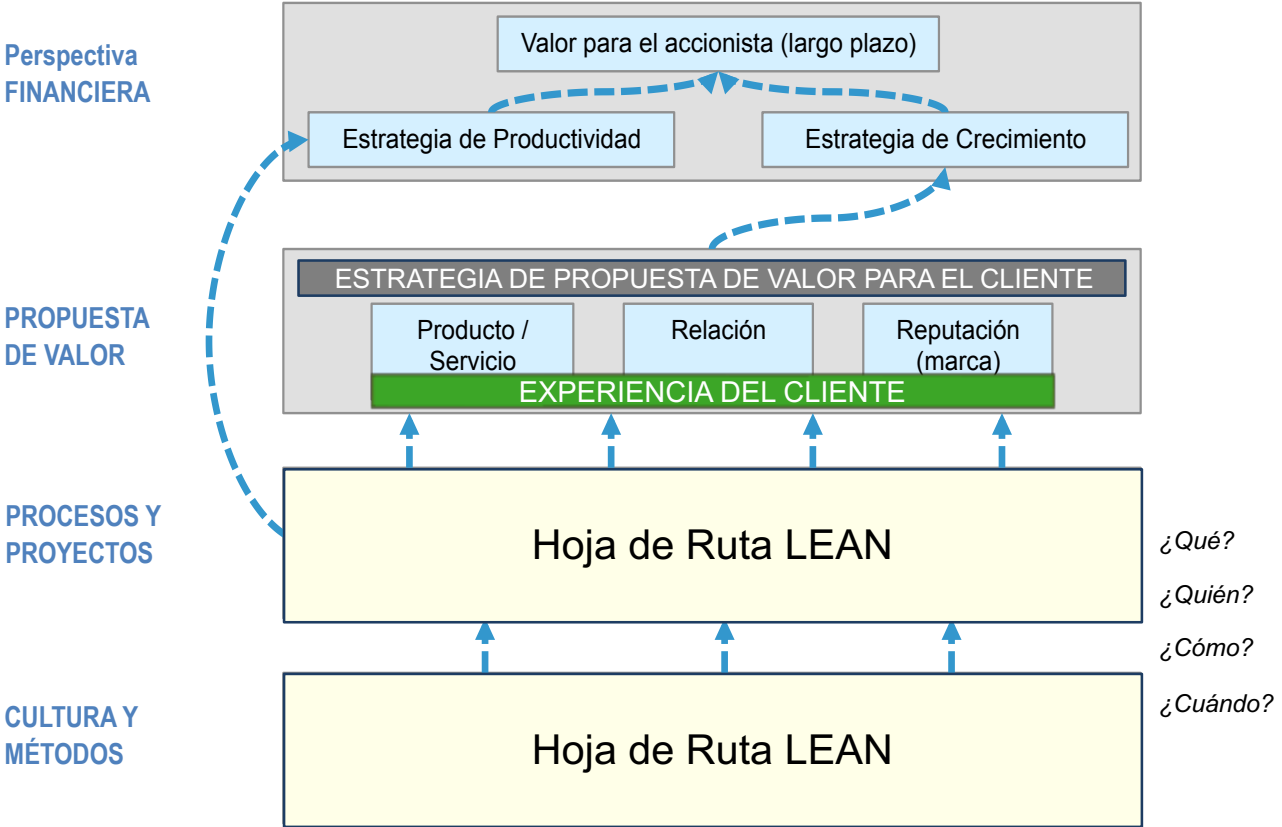 Perspectiva
FINANCIERA
Valor para el accionista (largo plazo)
Estrategia de Productividad
Estrategia de Crecimiento
PROPUESTA
DE VALOR
ESTRATEGIA DE PROPUESTA DE VALOR PARA EL CLIENTE
Producto /
Servicio
Relación
Reputación
(marca)
EXPERIENCIA DEL CLIENTE
PROCESOS Y
PROYECTOS
Hoja de Ruta LEAN
¿Qué?
¿Quién?
¿Cómo?
¿Cuándo?
CULTURA Y
MÉTODOS
Hoja de Ruta LEAN